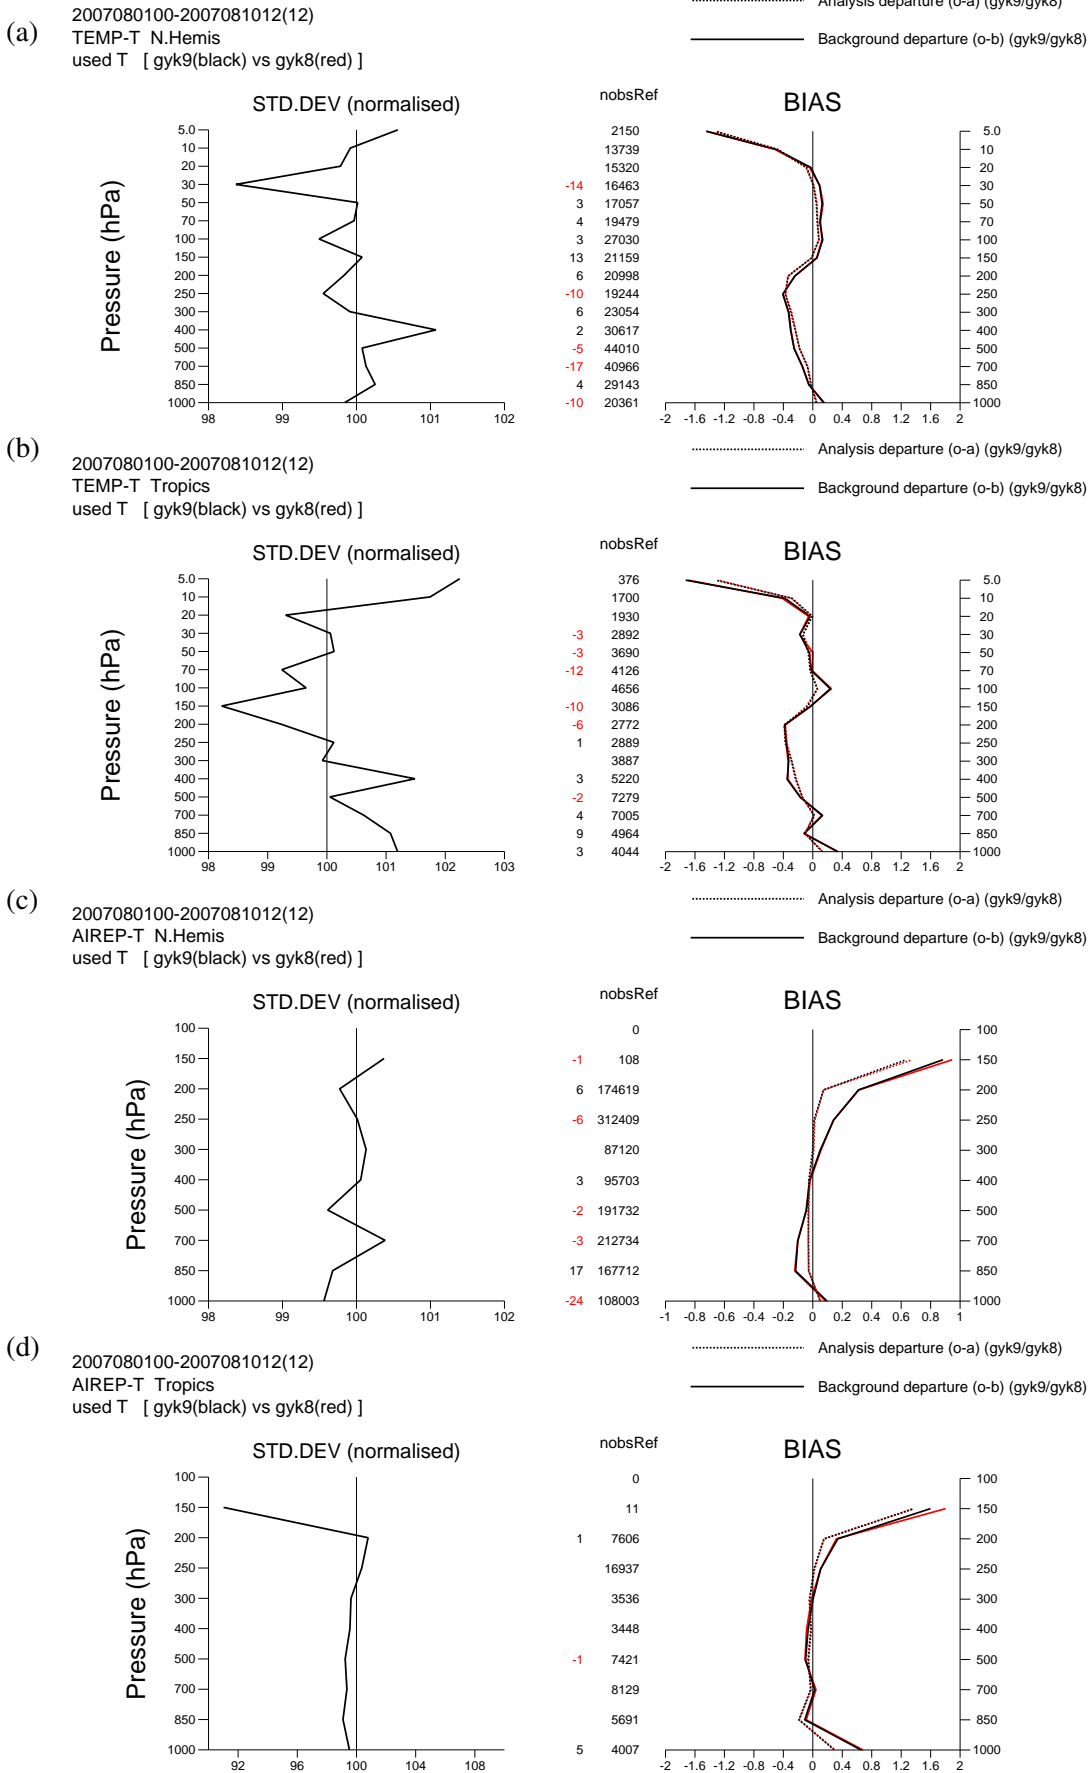 Analysis departure (o-a) (gyk9/gyk8)
2007080100-2007081012(12)
(a)
TEMP-T N.Hemis
Background departure (o-b) (gyk9/gyk8)
used T [ gyk9(black) vs gyk8(red) ]
STD.DEV (normalised) nobsRef BIAS
5.0 2150 5.0
10 13739 10
20 15320 20
30 -14 16463 30
50 3 17057 50
70 4 19479 70
100 3 27030 100
150 13 21159 150
200 6 20998 200
250 -10 19244 250
300 6 23054 300
400 2 30617 400
500 -5 44010 500
700 -17 40966 700
850 4 29143 850
1000 -10 20361 1000
Pressure (hPa)
98 99 100 101 102 -2 -1.6 -1.2 -0.8 -0.4 0 0.4 0.8 1.2 1.6 2
(b)
Analysis departure (o-a) (gyk9/gyk8)
2007080100-2007081012(12)
TEMP-T Tropics
Background departure (o-b) (gyk9/gyk8)
used T [ gyk9(black) vs gyk8(red) ]
STD.DEV (normalised) nobsRef BIAS
5.0 376 5.0
10 1700 10
20 1930 20
30 -3 2892 30
50 -3 3690 50
70 -12 4126 70
100 4656 100
150 -10 3086 150
200 -6 2772 200
250 1 2889 250
300 3887 300
400 3 5220 400
500 -2 7279 500
700 4 7005 700
850 9 4964 850
1000 3 4044 1000
Pressure (hPa)
98 99 100 101 102 103 -2 -1.6 -1.2 -0.8 -0.4 0 0.4 0.8 1.2 1.6 2
(c)
Analysis departure (o-a) (gyk9/gyk8)
2007080100-2007081012(12)
AIREP-T N.Hemis
Background departure (o-b) (gyk9/gyk8)
used T [ gyk9(black) vs gyk8(red) ]
STD.DEV (normalised) nobsRef BIAS
100 0 100
150 -1 108 150
200 6 174619 200
250 -6 312409 250
300 87120 300
400 3 95703 400
500 -2 191732 500
700 -3 212734 700
850 17 167712 850
1000 -24 108003 1000
Pressure (hPa)
98 99 100 101 102 -1 -0.8 -0.6 -0.4 -0.2 0 0.2 0.4 0.6 0.8 1
(d)
Analysis departure (o-a) (gyk9/gyk8)
2007080100-2007081012(12)
AIREP-T Tropics
Background departure (o-b) (gyk9/gyk8)
used T [ gyk9(black) vs gyk8(red) ]
STD.DEV (normalised) nobsRef BIAS
100 0 100
150 11 150
200 1 7606 200
250 16937 250
300 3536 300
400 3448 400
500 -1 7421 500
700 8129 700
850 5691 850
1000 5 4007 1000
Pressure (hPa)
92 96 100 104 108 -2 -1.6 -1.2 -0.8 -0.4 0 0.4 0.8 1.2 1.6 2